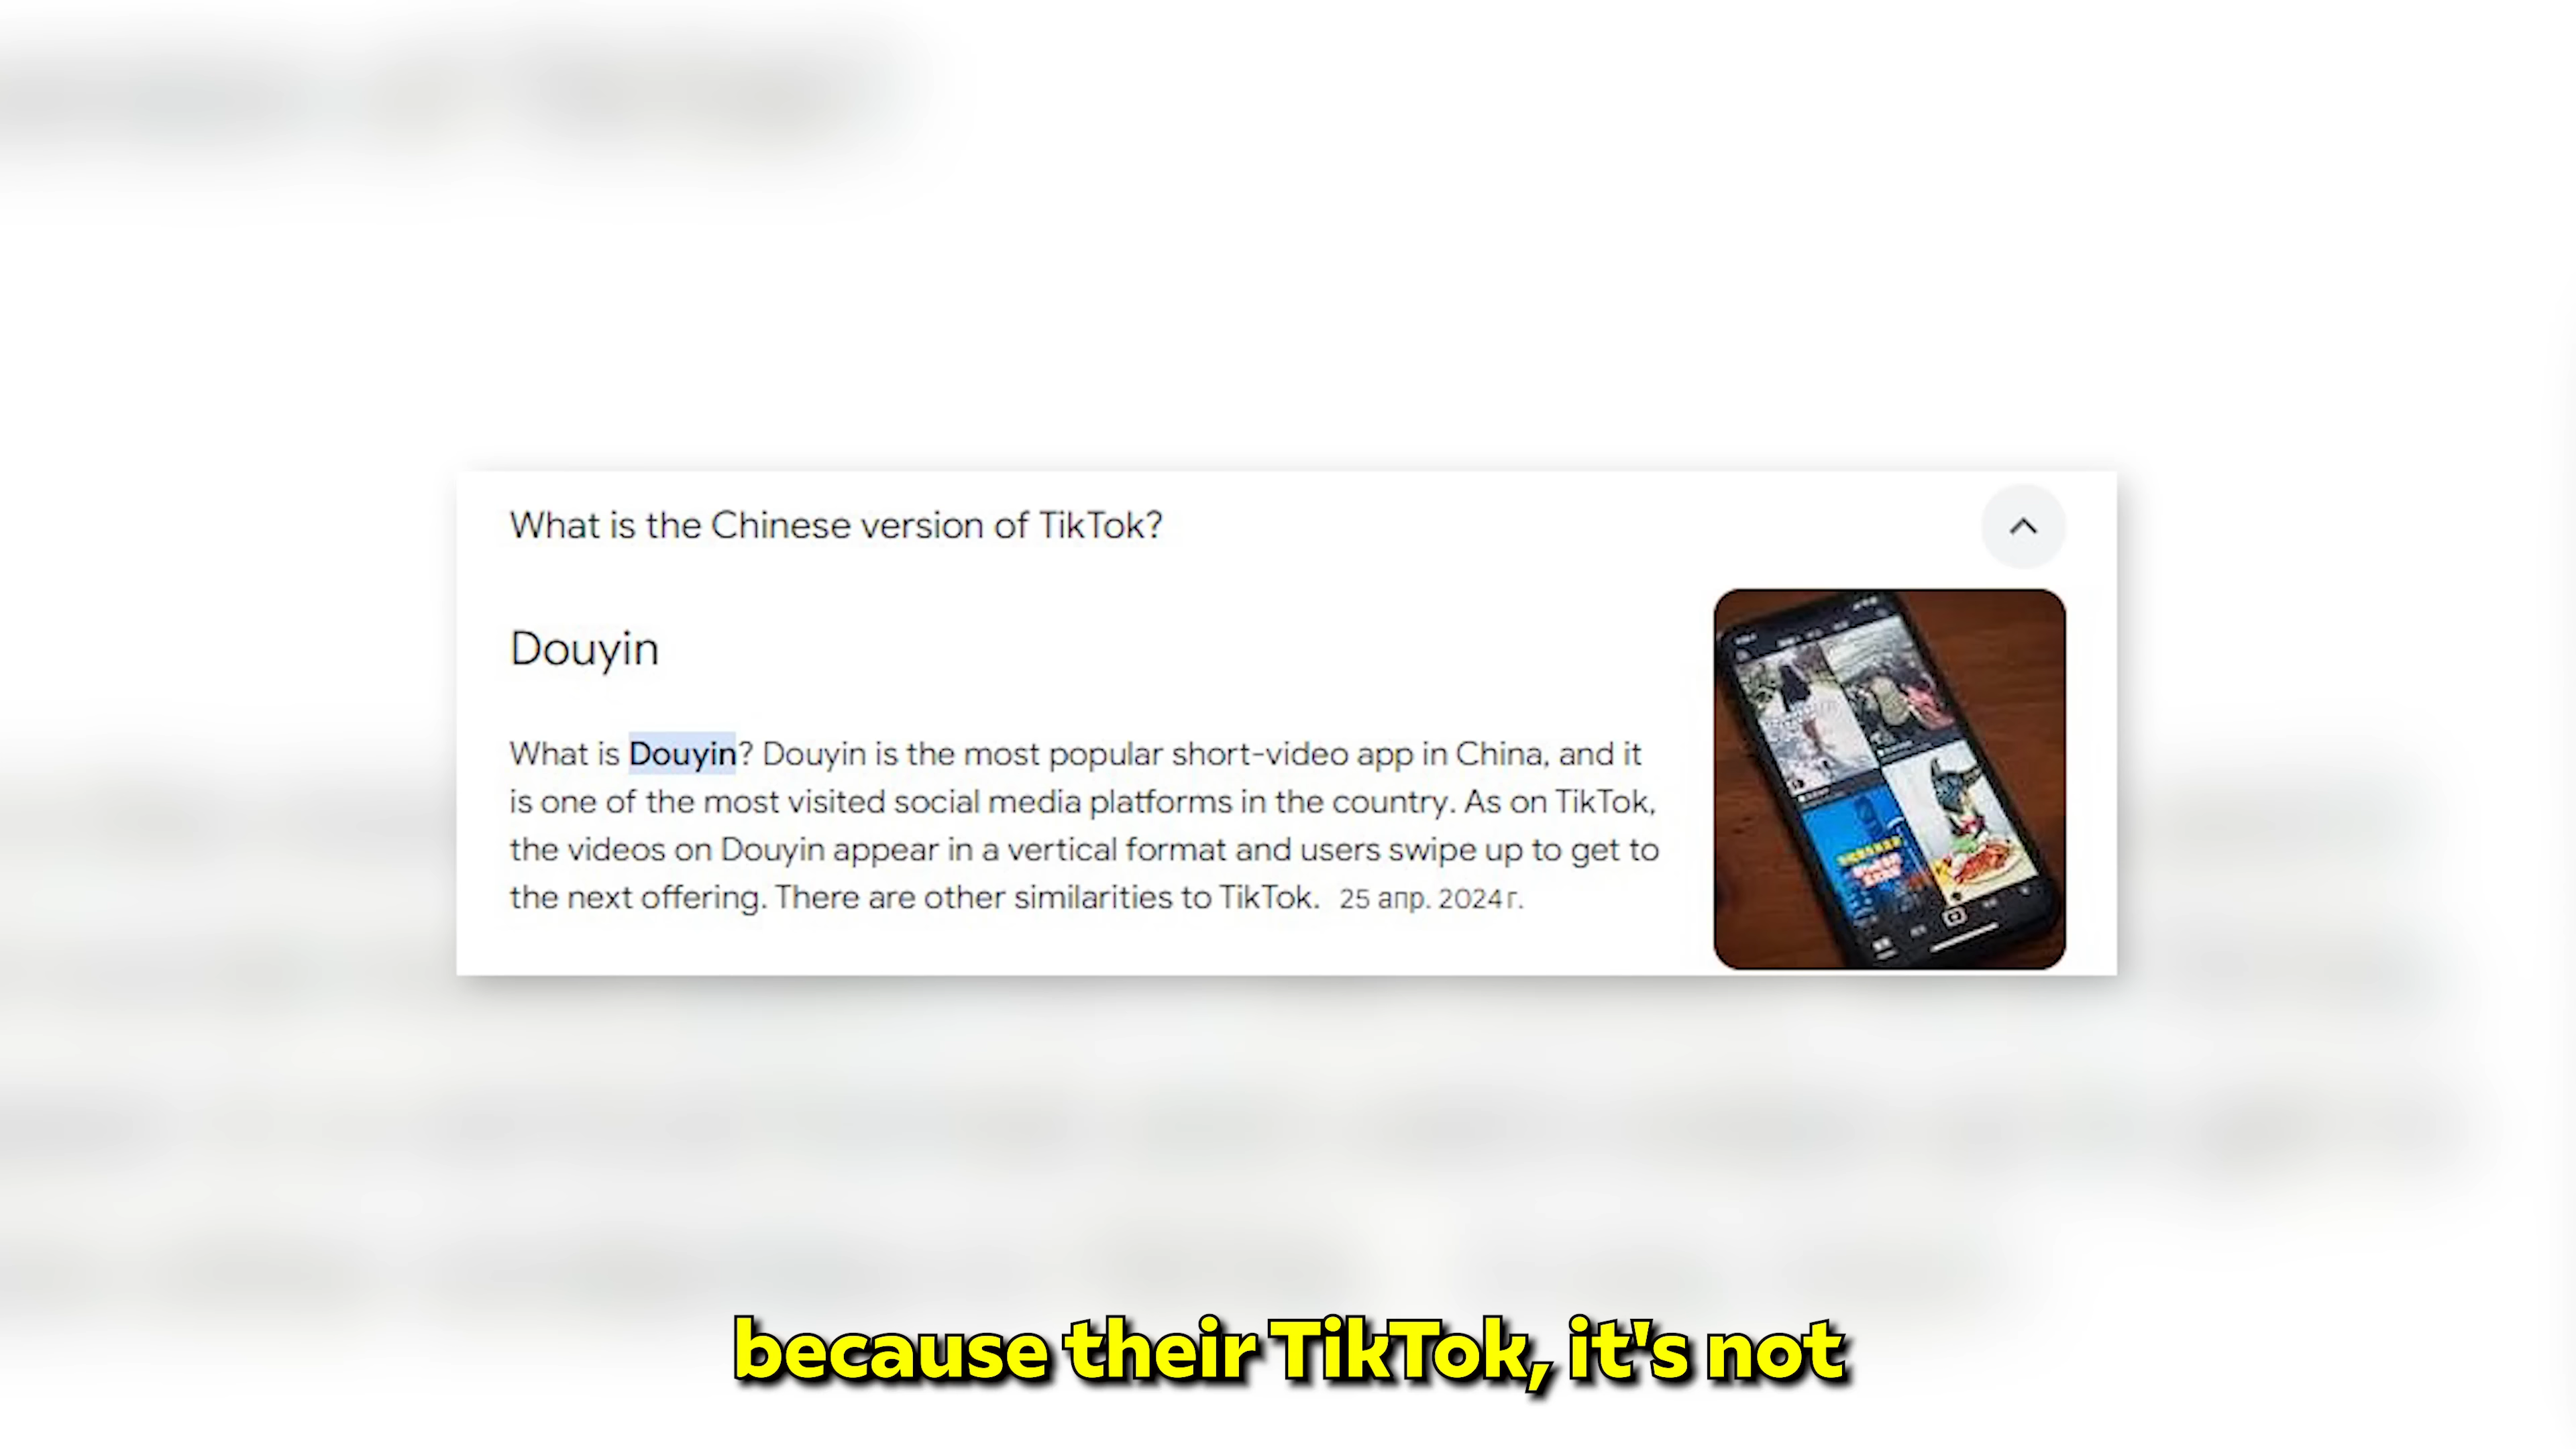 What is the Chinese version of TikTok?
Douyin
What is Douyin? Douyin is the most popular short-video app in China, and it
is one of the most visited social media platforms in the country. As on TikTok,
the videos on Douyin appear in a vertical format and users swipe up to get to
the next offering. There are other similarities to TikTok. 25 апр. 2024 г.
because their TikTok, it's not